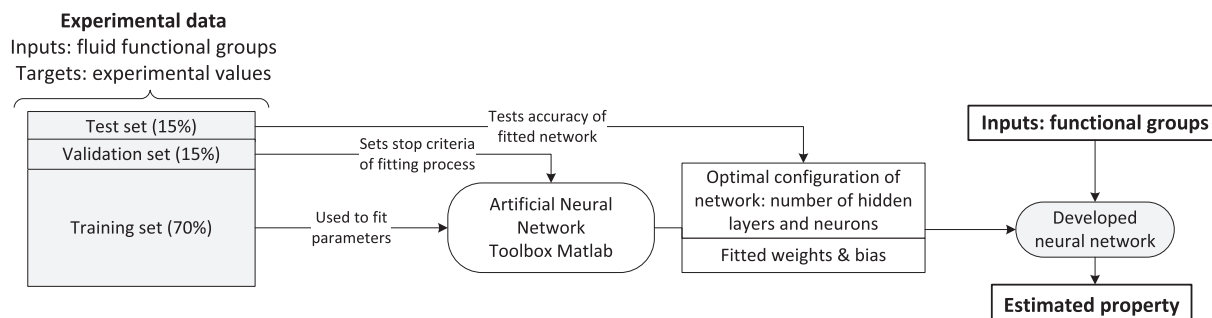 Experimental data
Inputs: fluid functional groups
Targets: experimental values
Test set (15%)
Validation set (15%)
Training set (70%)
Tests accuracy of
fitted network
Sets stop criteria
of fitting process
Used to fit
parameters
Artificial Neural
Network
Toolbox Matlab
Optimal configuration of
network: number of hidden
layers and neurons
Fitted weights & bias
Inputs: functional groups
Developed
neural network
Estimated property